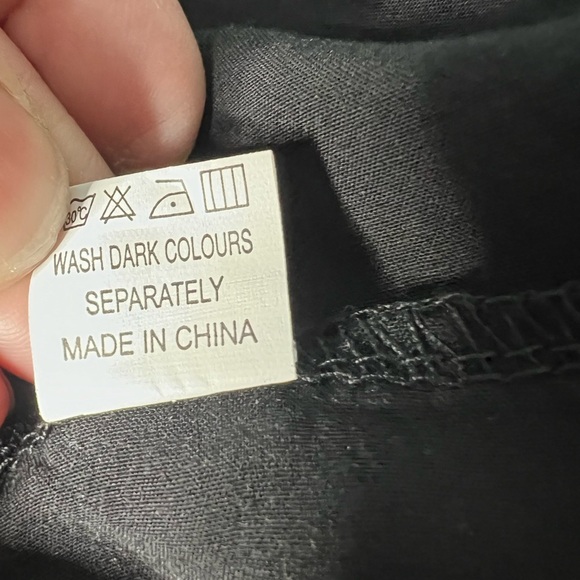 30°C
WASH DARK COLOURS
SEPARATELY
MADE IN CHINA